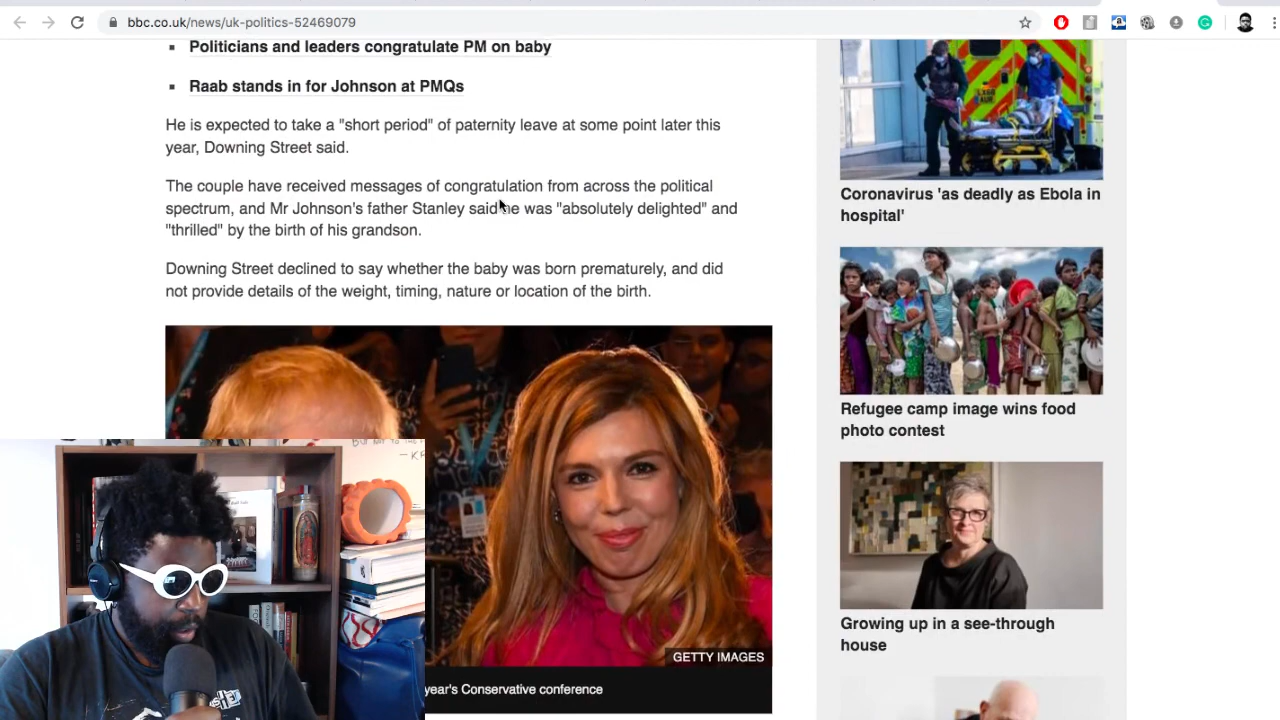 bbc.co.uk/news/uk-politics-52469079
Politicians and leaders congratulate PM on baby
Raab stands in for Johnson at PMQs
He is expected to take a "short period" of paternity leave at some point later this
year, Downing Street said.
The couple have received messages of congratulation from across the political
spectrum, and Mr Johnson's father Stanley said he was "absolutely delighted" and
"thrilled" by the birth of his grandson.
Downing Street declined to say whether the baby was born prematurely, and did
not provide details of the weight, timing, nature or location of the birth.
GETTY IMAGES
year's Conservative conference
Coronavirus 'as deadly as Ebola in
hospital'
Refugee camp image wins food
photo contest
Growing up in a see-through
house